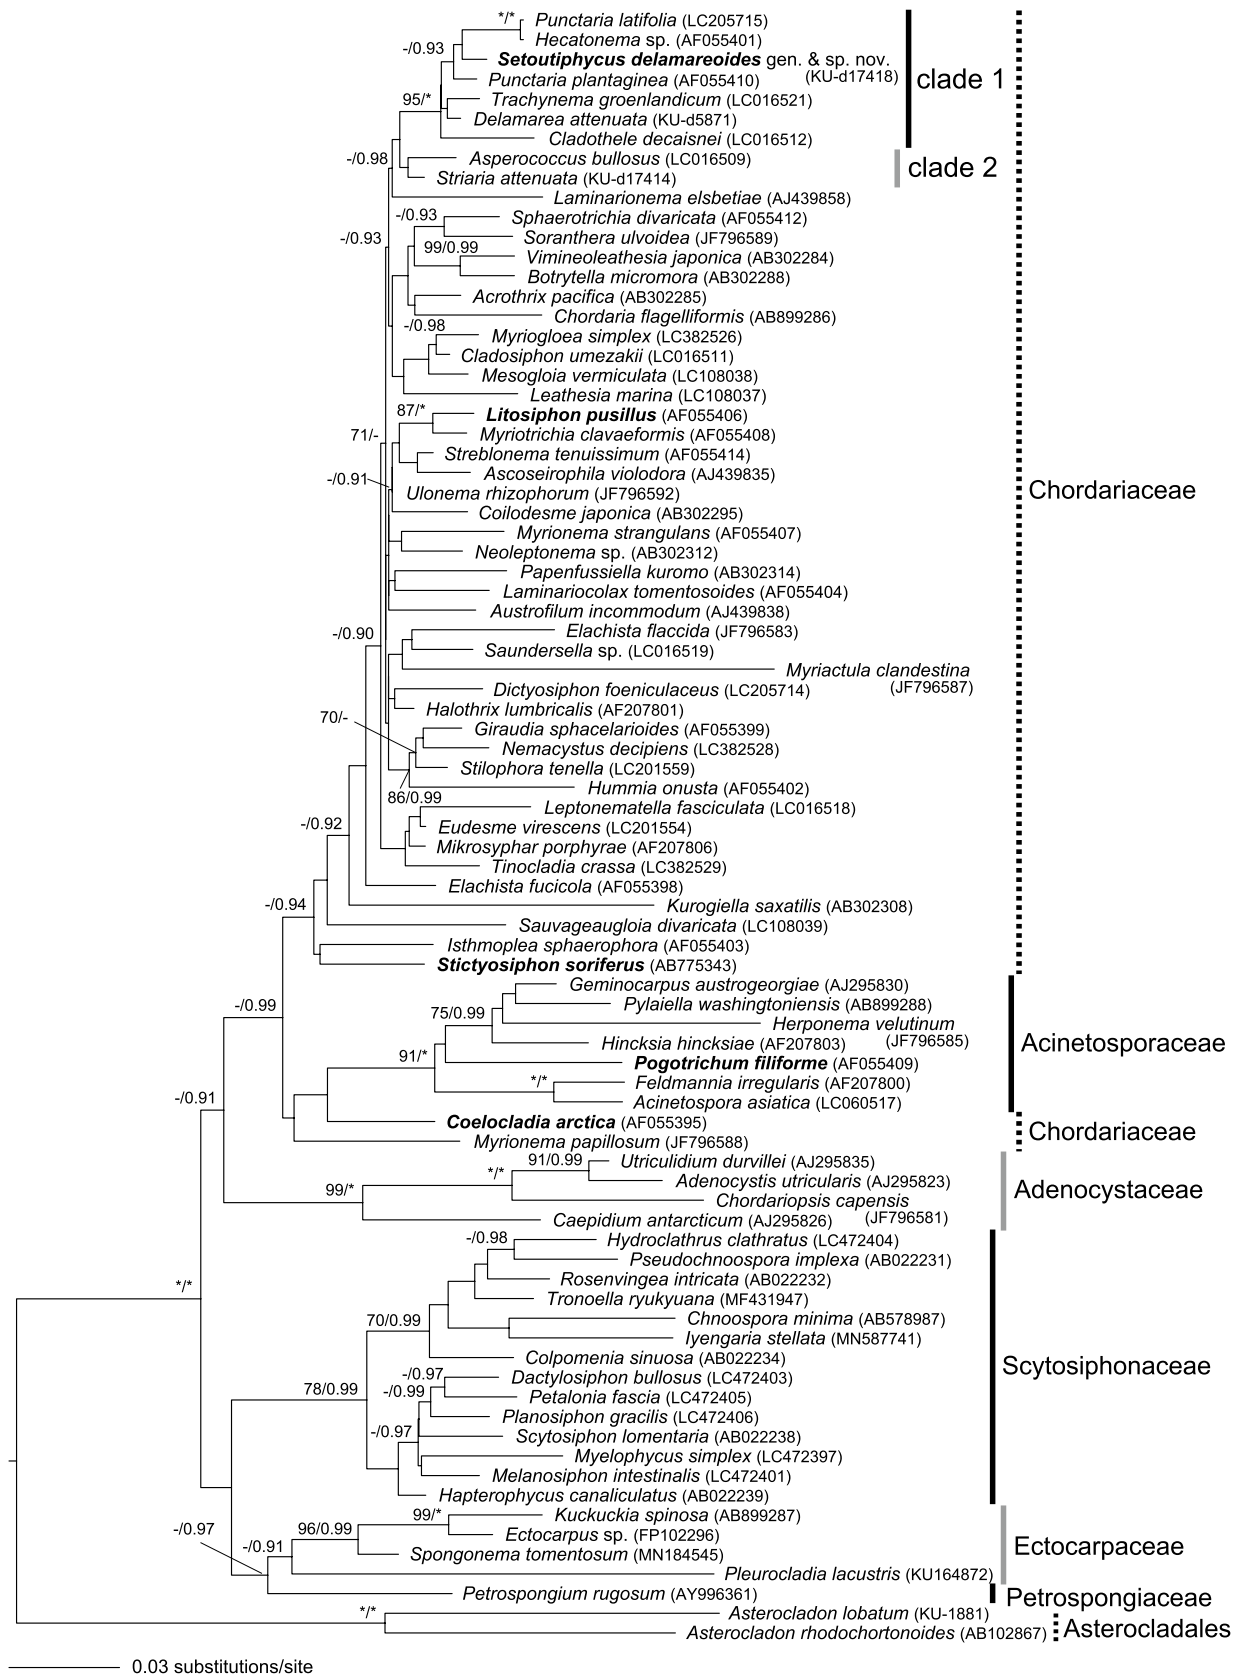 */*
Punctaria latifolia (LC205715)
Hecatonema sp. (AF055401)
-/0.93
Setoutiphycus delamareoides gen. & sp. nov.
(KU-d17418)
clade 1
Punctaria plantaginea (AF055410)
95/*
Trachynema groenlandicum (LC016521)
Delamarea attenuata (KU-d5871)
Cladothele decaisnei (LC016512)
-/0.98
Asperococcus bullosus (LC016509)
clade 2
Striaria attenuata (KU-d17414)
Laminarionema elsbetiae (AJ439858)
-/0.93
Sphaerotrichia divaricata (AF055412)
-/0.93
Soranthera ulvoidea (JF796589)
99/0.99
Vimineoleathesia japonica (AB302284)
Botrytella micromora (AB302288)
Acrothrix pacifica (AB302285)
Chordaria flagelliformis (AB899286)
-/0.98
Myriogloea simplex (LC382526)
Cladosiphon umezakii (LC016511)
Mesogloia vermiculata (LC108038)
Leathesia marina (LC108037)
87/*
Litosiphon pusillus (AF055406)
71/-
Myriotrichia clavaeformis (AF055408)
Streblonema tenuissimum (AF055414)
-/0.91
Ascoseirophila violodora (AJ439835)
Chordariaceae
Ulonema rhizophorum (JF796592)
Coilodesme japonica (AB302295)
Myrionema strangulans (AF055407)
Neoleptonema sp. (AB302312)
Papenfussiella kuromo (AB302314)
Laminariocolax tomentosoides (AF055404)
Austrofilum incommodum (AJ439838)
-/0.90
Elachista flaccida (JF796583)
Saundersella sp. (LC016519)
Myriactula clandestina
(JF796587)
Dictyosiphon foeniculaceus (LC205714)
Halothrix lumbricalis (AF207801)
70/-
Giraudia sphacelarioides (AF055399)
Nemacystus decipiens (LC382528)
Stilophora tenella (LC201559)
Hummia onusta (AF055402)
86/0.99
Leptonematella fasciculata (LC016518)
-/0.92
Eudesme virescens (LC201554)
Mikrosyphar porphyrae (AF207806)
Tinocladia crassa (LC382529)
Elachista fucicola (AF055398)
-/0.94
Kurogiella saxatilis (AB302308)
Sauvageaugloia divaricata (LC108039)
Isthmoplea sphaerophora (AF055403)
Stictyosiphon soriferus (AB775343)
Geminocarpus austrogeorgiae (AJ295830)
-/0.99
Pylaiella washingtoniensis (AB899288)
75/0.99
Herponema velutinum
(JF796585)
Hincksia hincksiae (AF207803)
Acinetosporaceae
91/*
Pogotrichum filiforme (AF055409)
*/*
Feldmannia irregularis (AF207800)
-/0.91
Acinetospora asiatica (LC060517)
Coelocladia arctica (AF055395)
Chordariaceae
Myrionema papillosum (JF796588)
91/0.99
Utriculidium durvillei (AJ295835)
*/*
Adenocystis utricularis (AJ295823)
99/*
Adenocystaceae
Chordariopsis capensis
(JF796581)
Caepidium antarcticum (AJ295826)
-/0.98
Hydroclathrus clathratus (LC472404)
Pseudochnoospora implexa (AB022231)
*/*
Rosenvingea intricata (AB022232)
Tronoella ryukyuana (MF431947)
70/0.99
Chnoospora minima (AB578987)
Iyengaria stellata (MN587741)
Colpomenia sinuosa (AB022234)
Scytosiphonaceae
-/0.97
Dactylosiphon bullosus (LC472403)
78/0.99
-/0.99
Petalonia fascia (LC472405)
Planosiphon gracilis (LC472406)
-/0.97
Scytosiphon lomentaria (AB022238)
Myelophycus simplex (LC472397)
Melanosiphon intestinalis (LC472401)
Hapterophycus canaliculatus (AB022239)
99/*
Kuckuckia spinosa (AB899287)
-/0.97
96/0.99
Ectocarpus sp. (FP102296)
-/0.91
Ectocarpaceae
Spongonema tomentosum (MN184545)
Pleurocladia lacustris (KU164872)
Petrospongium rugosum (AY996361)
Petrospongiaceae
*/*
Asterocladon lobatum (KU-1881)
Asterocladon rhodochortonoides (AB102867)
Asterocladales
0.03 substitutions/site